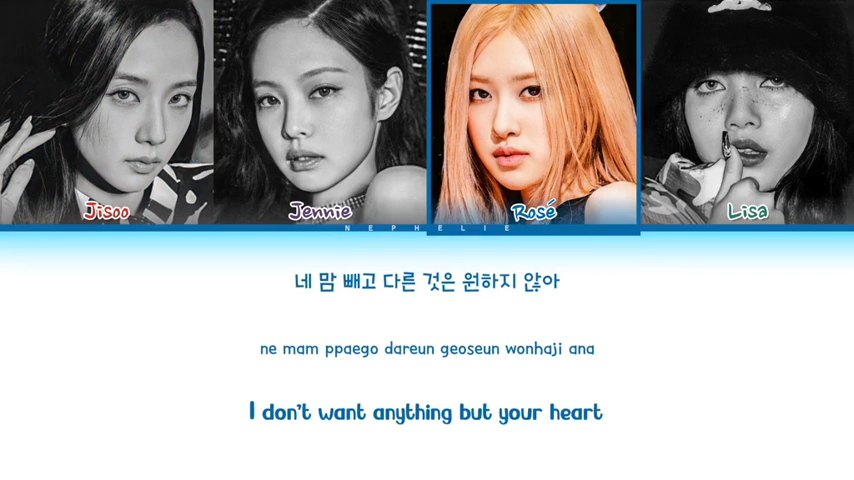 Jisoo Jennie Rosé Lisa
NEPHELIE
네 맘 빼고 다른 것은 원하지 않아
ne mam ppaego dareun geoseun wonhaji ana
I don't want anything but your heart